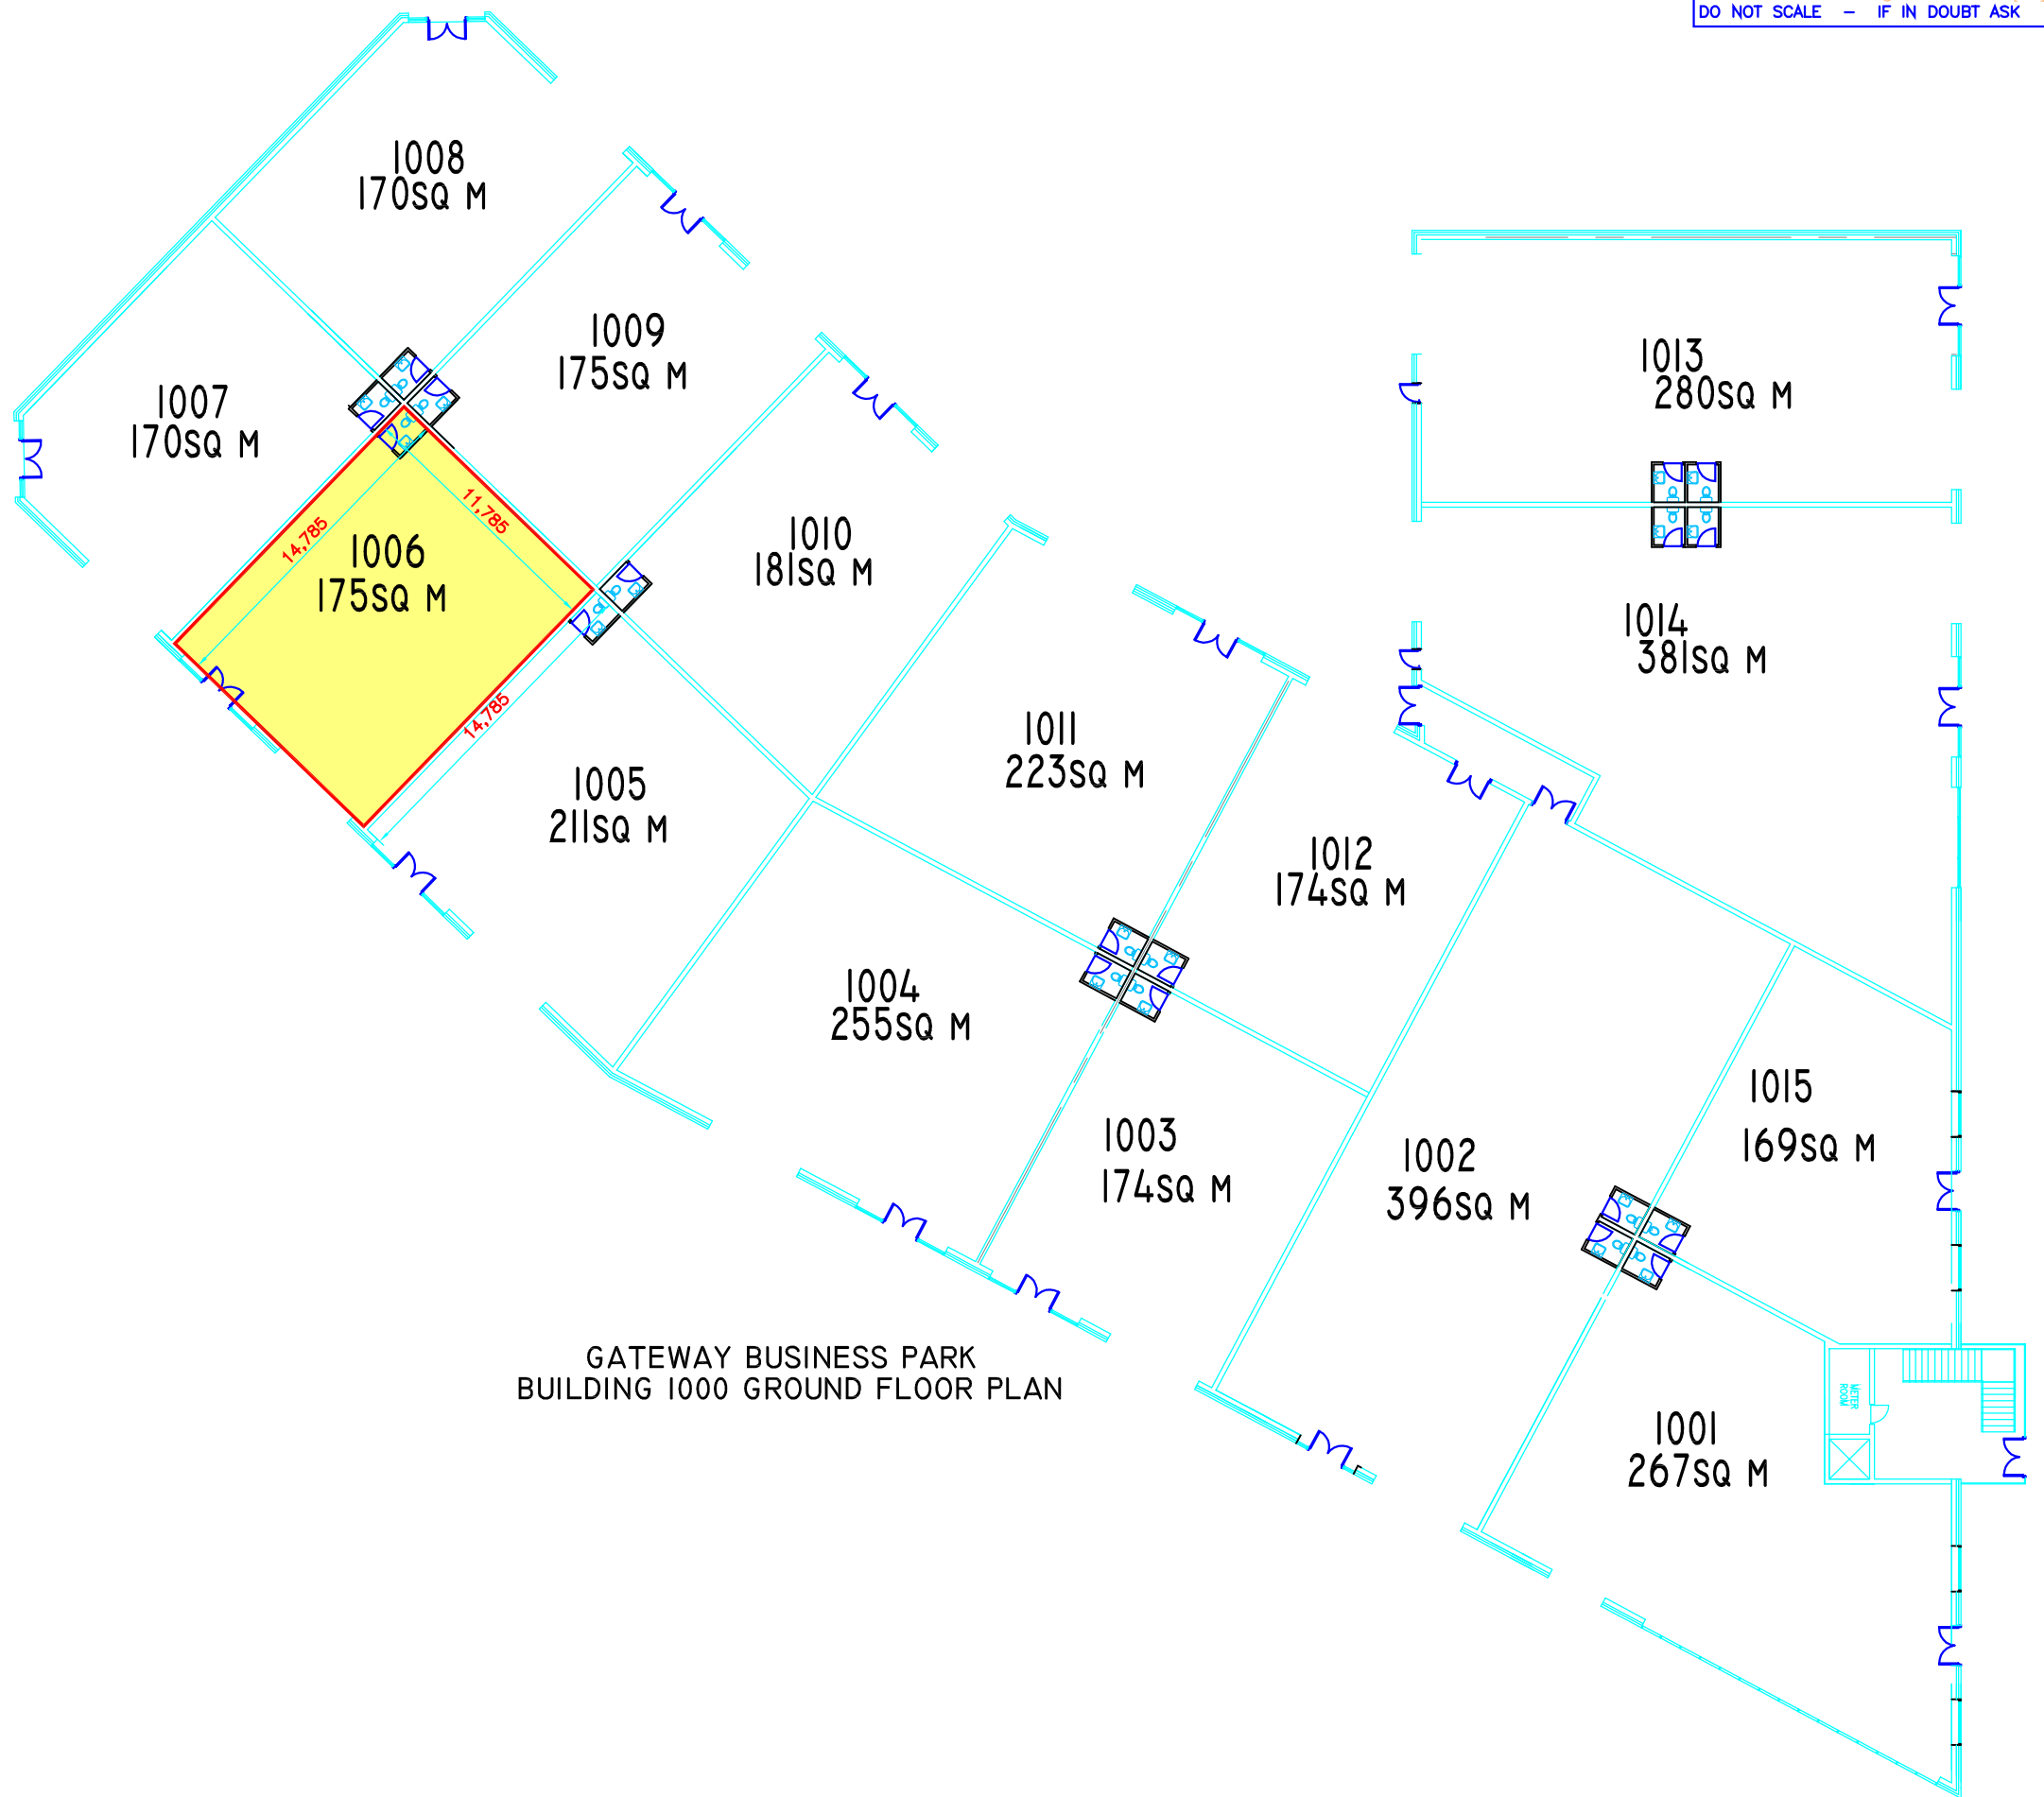 DO NOT SCALE – IF IN DOUBT ASK
1008
170SQ M
1009
175SQ M
1007
170SQ M
1013
280SQ M
11,785
14,785
1006
175SQ M
1010
181SQ M
1014
381SQ M
14,785
1005
211SQ M
1011
223SQ M
1012
174SQ M
1004
255SQ M
1015
169SQ M
1003
174SQ M
1002
396SQ M
GATEWAY BUSINESS PARK
BUILDING 1000 GROUND FLOOR PLAN
METER
ROOM
1001
267SQ M